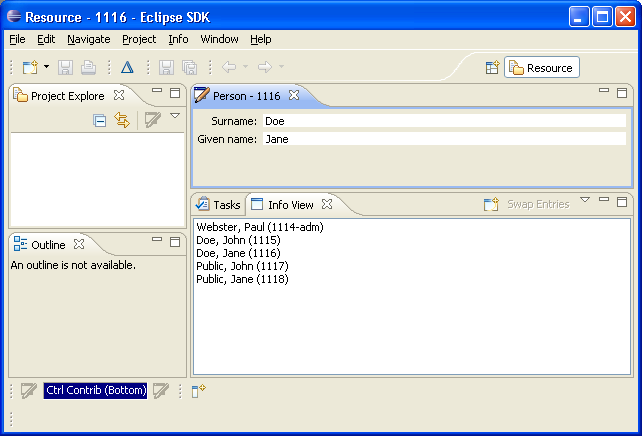 Resource - 1116 - Eclipse SDK
File Edit Navigate Project Info Window Help
Resource
Project Explore
Person - 1116
Surname: Doe
Given name: Jane
Tasks Info View Swap Entries
Webster, Paul (1114-adm)
Doe, John (1115)
Doe, Jane (1116)
Public, John (1117)
Public, Jane (1118)
Outline
An outline is not available.
Ctrl Contrib (Bottom)